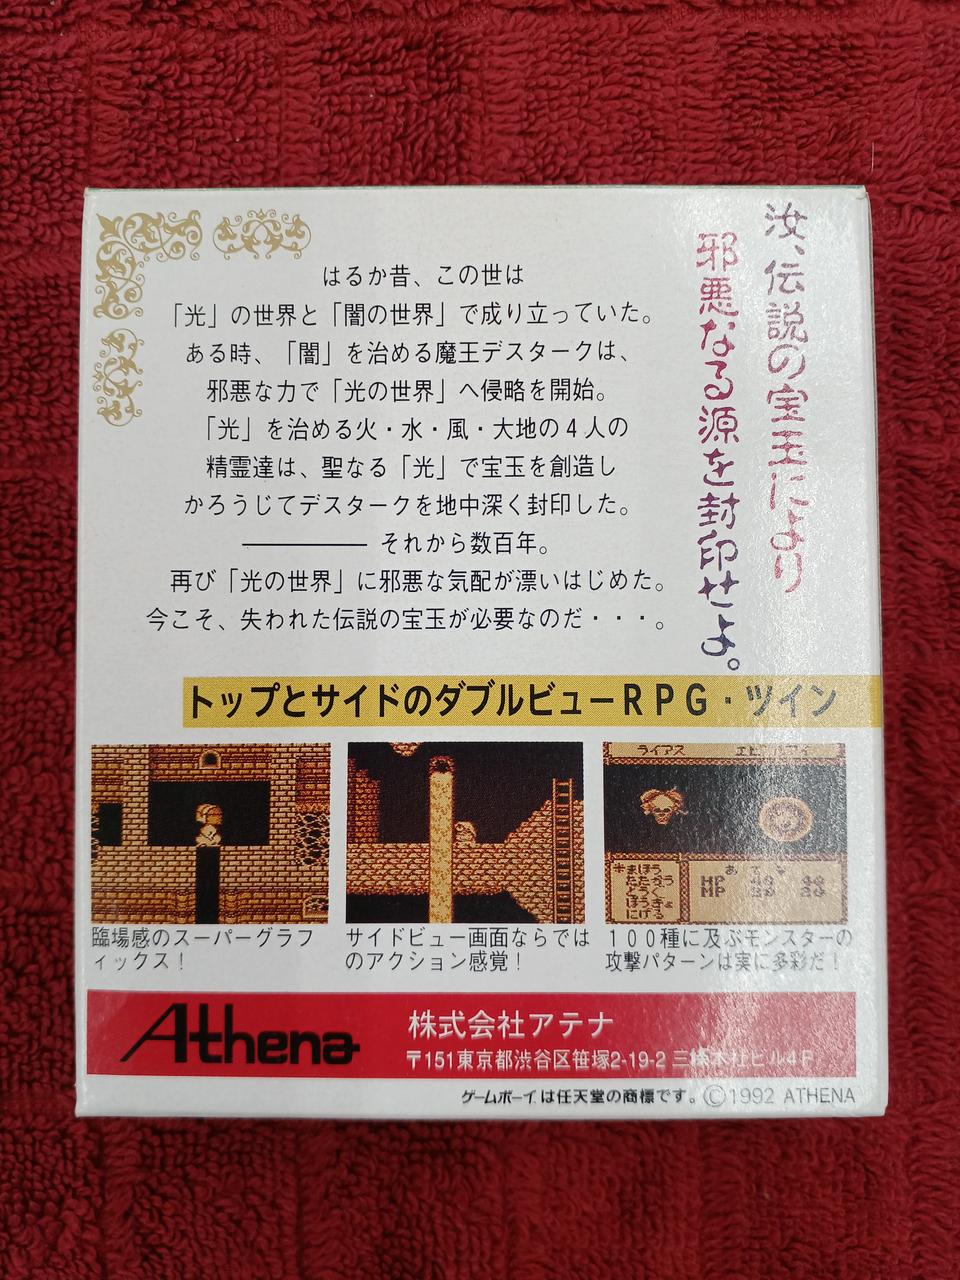 汝、伝説の宝玉により
邪悪なる源を封印せよ。
はるか昔、この世は
「光」の世界と「闇の世界」で成り立っていた。
ある時、「闇」を治める魔王デスタークは、
邪悪な力で「光の世界」へ侵略を開始。
「光」を治める火・水・風・大地の4人の
精霊達は、聖なる「光」で宝玉を創造し
かろうじてデスタークを地中深く封印した。
――― それから数百年。
再び「光の世界」に邪悪な気配が漂いはじめた。
今こそ、失われた伝説の宝玉が必要なのだ・・・。
トップとサイドのダブルビューRPG・ツイン
ライアス
HP
MP
にげる
臨場感のスーパーグラフ
ィックス!
サイドビュー画面ならでは
のアクション感覚!
100種に及ぶモンスターの
攻撃パターンは実に多彩だ!
Athena
株式会社アテナ
〒151東京都渋谷区笹塚2-19-2 三綿本社ビル4F
ゲームボーイは任天堂の商標です。©1992 ATHENA